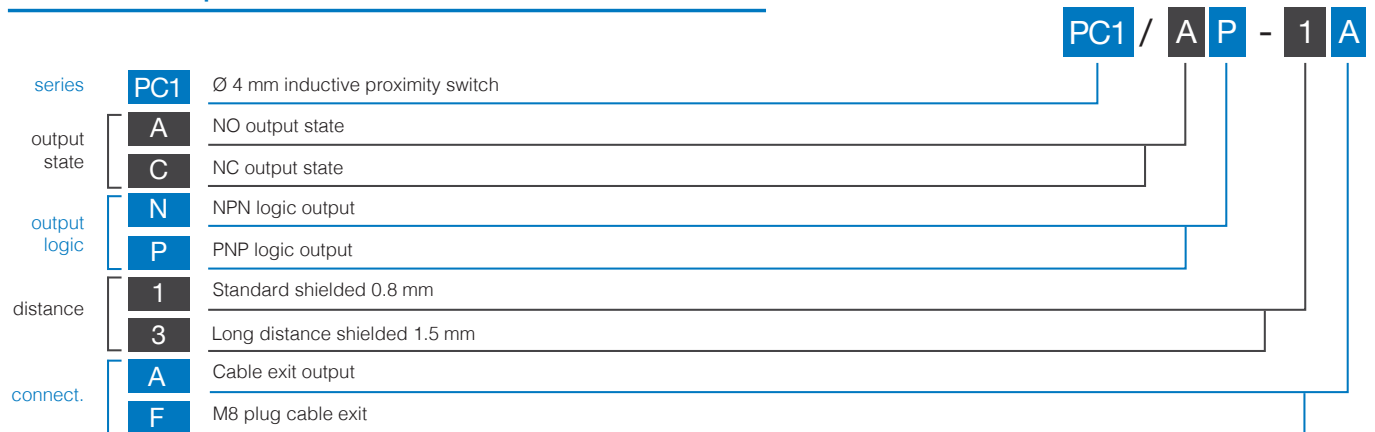 PC1 / A P - 1 A
series PC1 Ø 4 mm inductive proximity switch
output state
A NO output state
C NC output state
output logic
N NPN logic output
P PNP logic output
distance
1 Standard shielded 0.8 mm
3 Long distance shielded 1.5 mm
connect.
A Cable exit output
F M8 plug cable exit